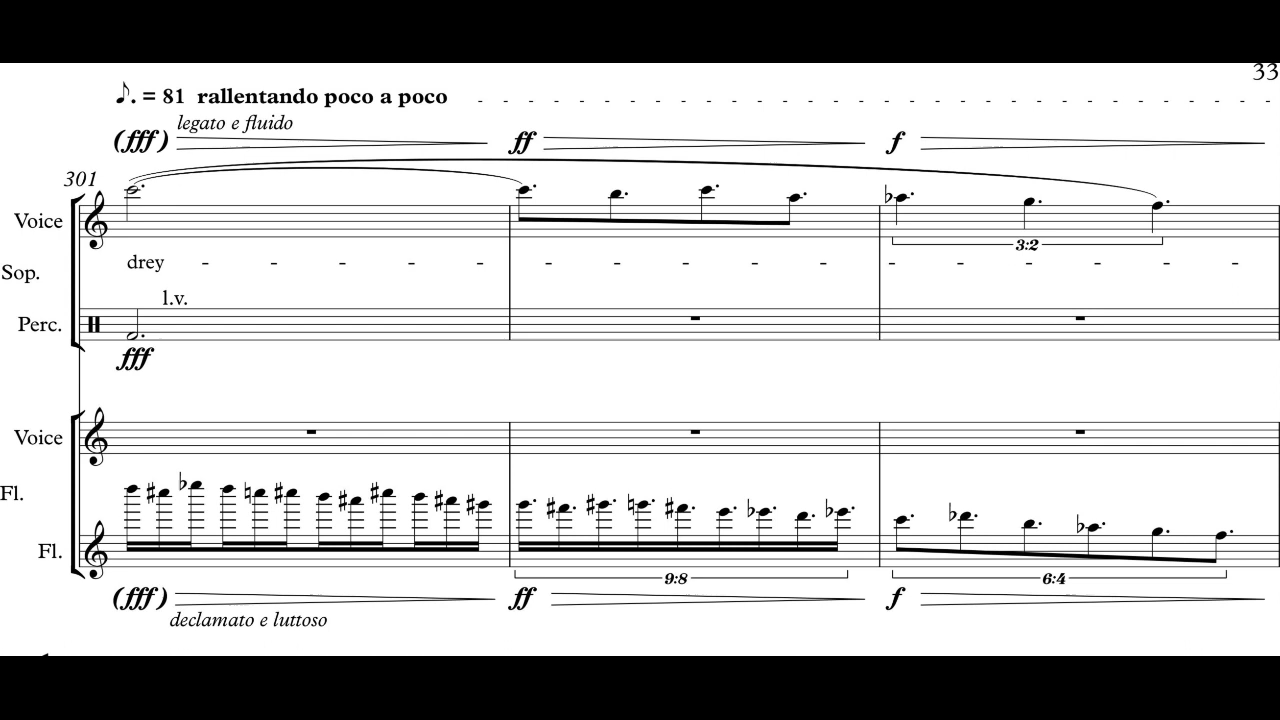 33
♪. = 81 rallentando poco a poco
legato e fluido
(fff) ff f
301
Voice
3:2
drey - - - - - - - - - - - - - - - -
Sop.
l.v.
Perc.
fff
Voice
Fl.
Fl.
9:8 6:4
(fff) ff f
declamato e luttoso